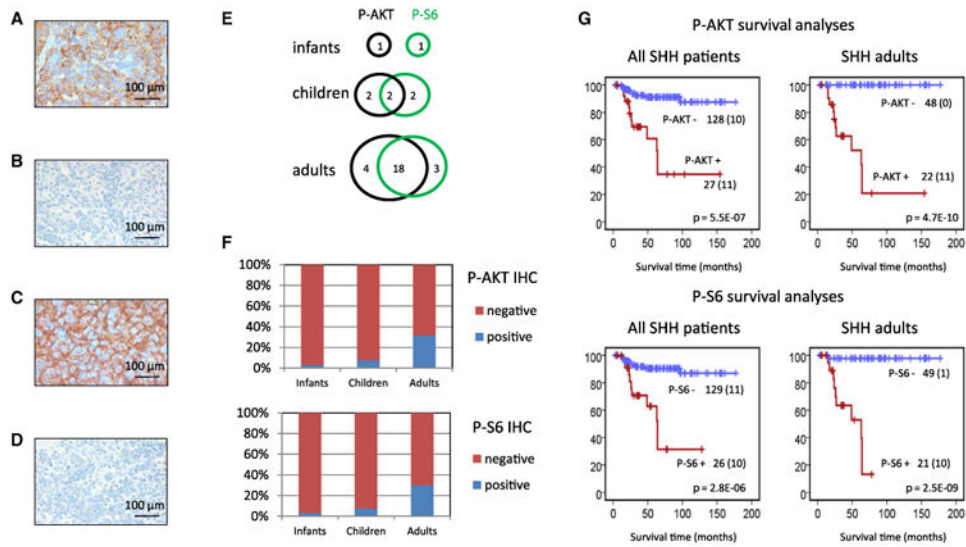 A
100 µm
B
100 µm
C
100 µm
D
100 µm
E
P-AKT P-S6
infants 1 1
children 2 2 2
adults 4 18 3
F
100%
80%
60%
40%
20%
0%
Infants Children Adults
P-AKT IHC
negative
positive
100%
80%
60%
40%
20%
0%
Infants Children Adults
P-S6 IHC
negative
positive
G
P-AKT survival analyses
All SHH patients
100
80
60
40
20
0
P-AKT - 128 (10)
P-AKT +
27 (11)
p = 5.5E-07
0 50 100 150 200
Survival time (months)
SHH adults
100
80
60
40
20
0
P-AKT - 48 (0)
P-AKT + 22 (11)
p = 4.7E-10
0 50 100 150 200
Survival time (months)
P-S6 survival analyses
All SHH patients
100
80
60
40
20
0
P-S6 - 129 (11)
P-S6 + 26 (10)
p = 2.8E-06
0 50 100 150 200
Survival time (months)
SHH adults
100
80
60
40
20
0
P-S6 - 49 (1)
P-S6 + 21 (10)
p = 2.5E-09
0 50 100 150 200
Survival time (months)